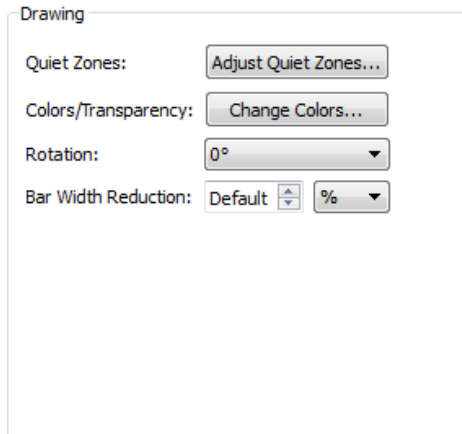 Drawing
Quiet Zones: Adjust Quiet Zones...
Colors/Transparency: Change Colors...
Rotation: 0°
Bar Width Reduction: Default %